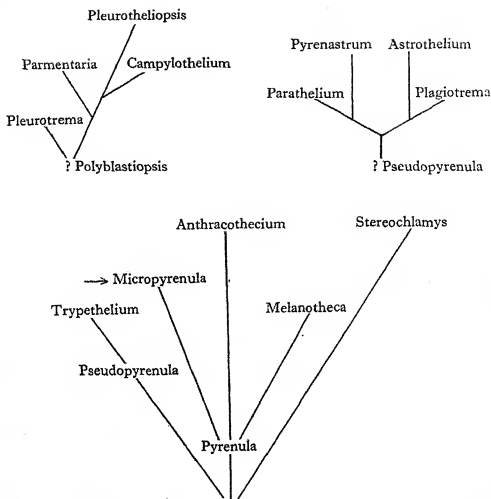 Pleurotheliopsis
Parmentaria
Campylothelium
Pleurotrema
? Polyblastiopsis
Pyrenastrum
Astrothelium
Parathelium
Plagiotrema
? Pseudopyrenula
Anthracothecium
Stereochlamys
→ Micropyrenula
Trypethelium
Melanotheca
Pseudopyrenula
Pyrenula